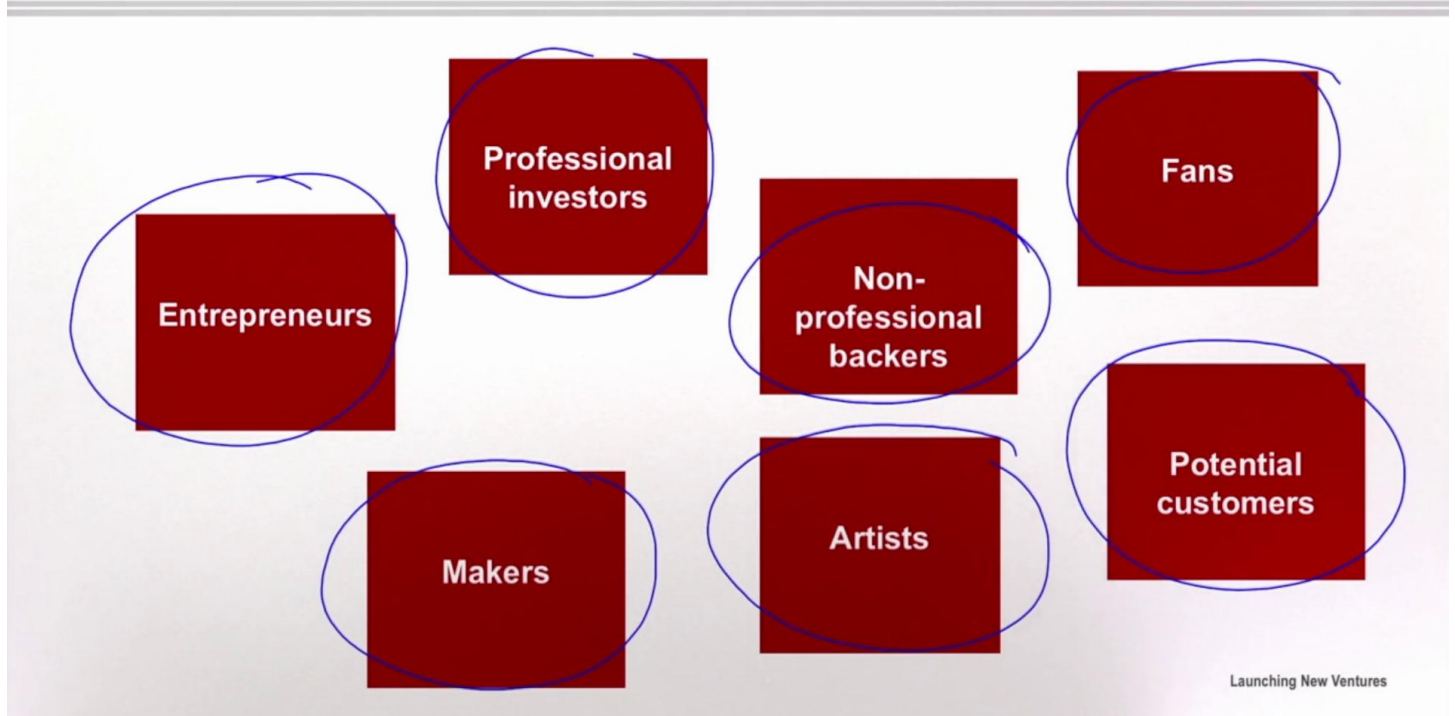 Professional
investors
Fans
Entrepreneurs
Non-
professional
backers
Potential
customers
Artists
Makers
Launching New Ventures